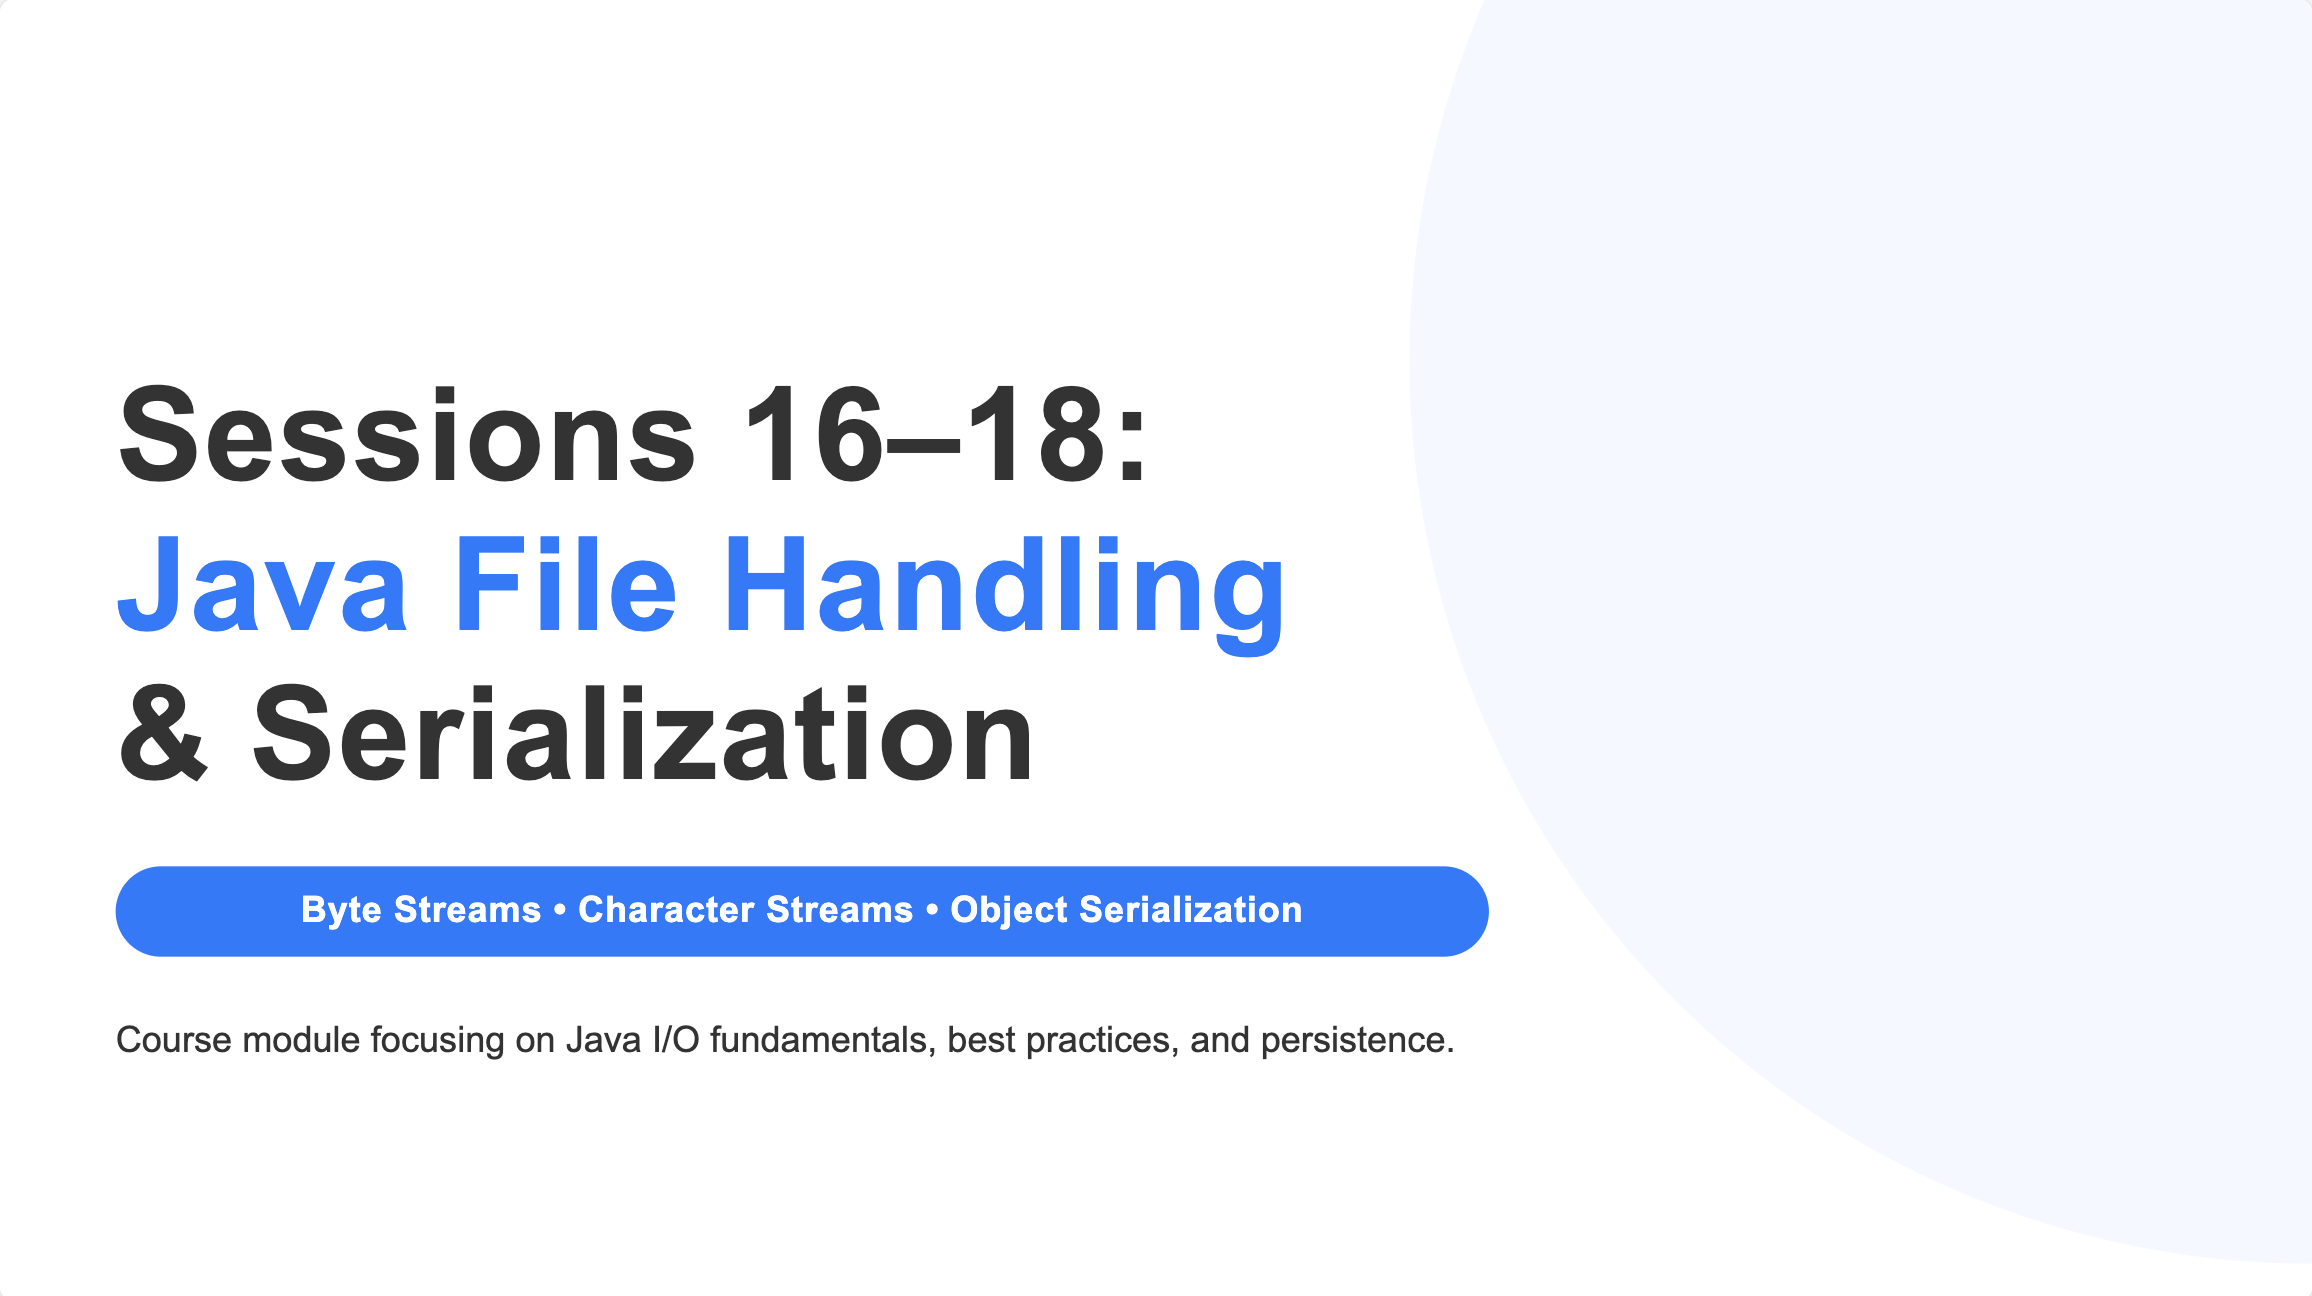 Sessions 16–18:
Java File Handling
& Serialization
Byte Streams • Character Streams • Object Serialization
Course module focusing on Java I/O fundamentals, best practices, and persistence.